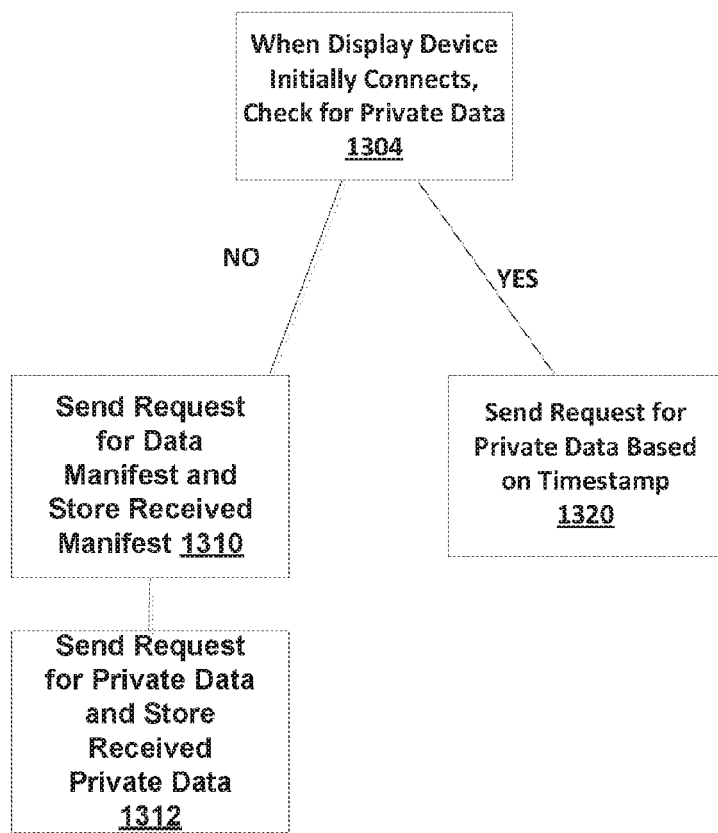 When Display Device
Initially Connects,
Check for Private Data
1304
NO
YES
Send Request
for Data
Manifest and
Store Received
Manifest 1310
Send Request for
Private Data Based
on Timestamp
1320
Send Request
for Private Data
and Store
Received
Private Data
1312